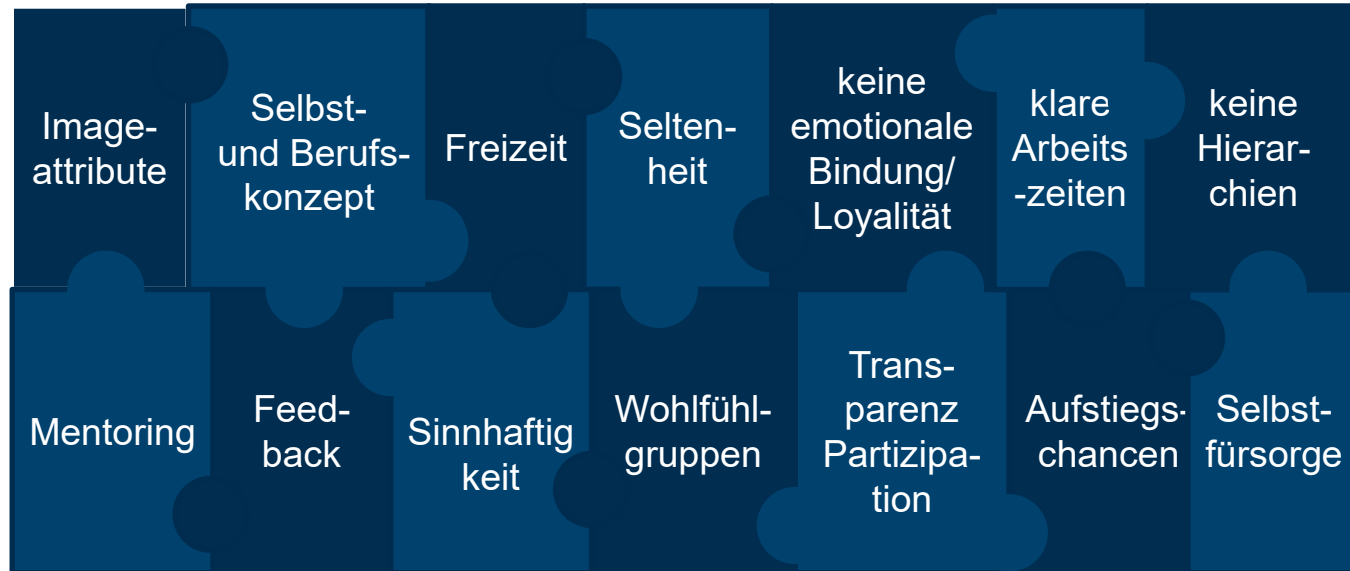 Image-
attribute
Selbst-
und Berufs-
konzept
Freizeit
Selten-
heit
keine
emotionale
Bindung/
Loyalität
klare
Arbeits
-zeiten
keine
Hierar-
chien
Mentoring
Feed-
back
Sinnhaftig
keit
Wohlfühl-
gruppen
Trans-
parenz
Partizipa-
tion
Aufstiegs-
chancen
Selbst-
fürsorge